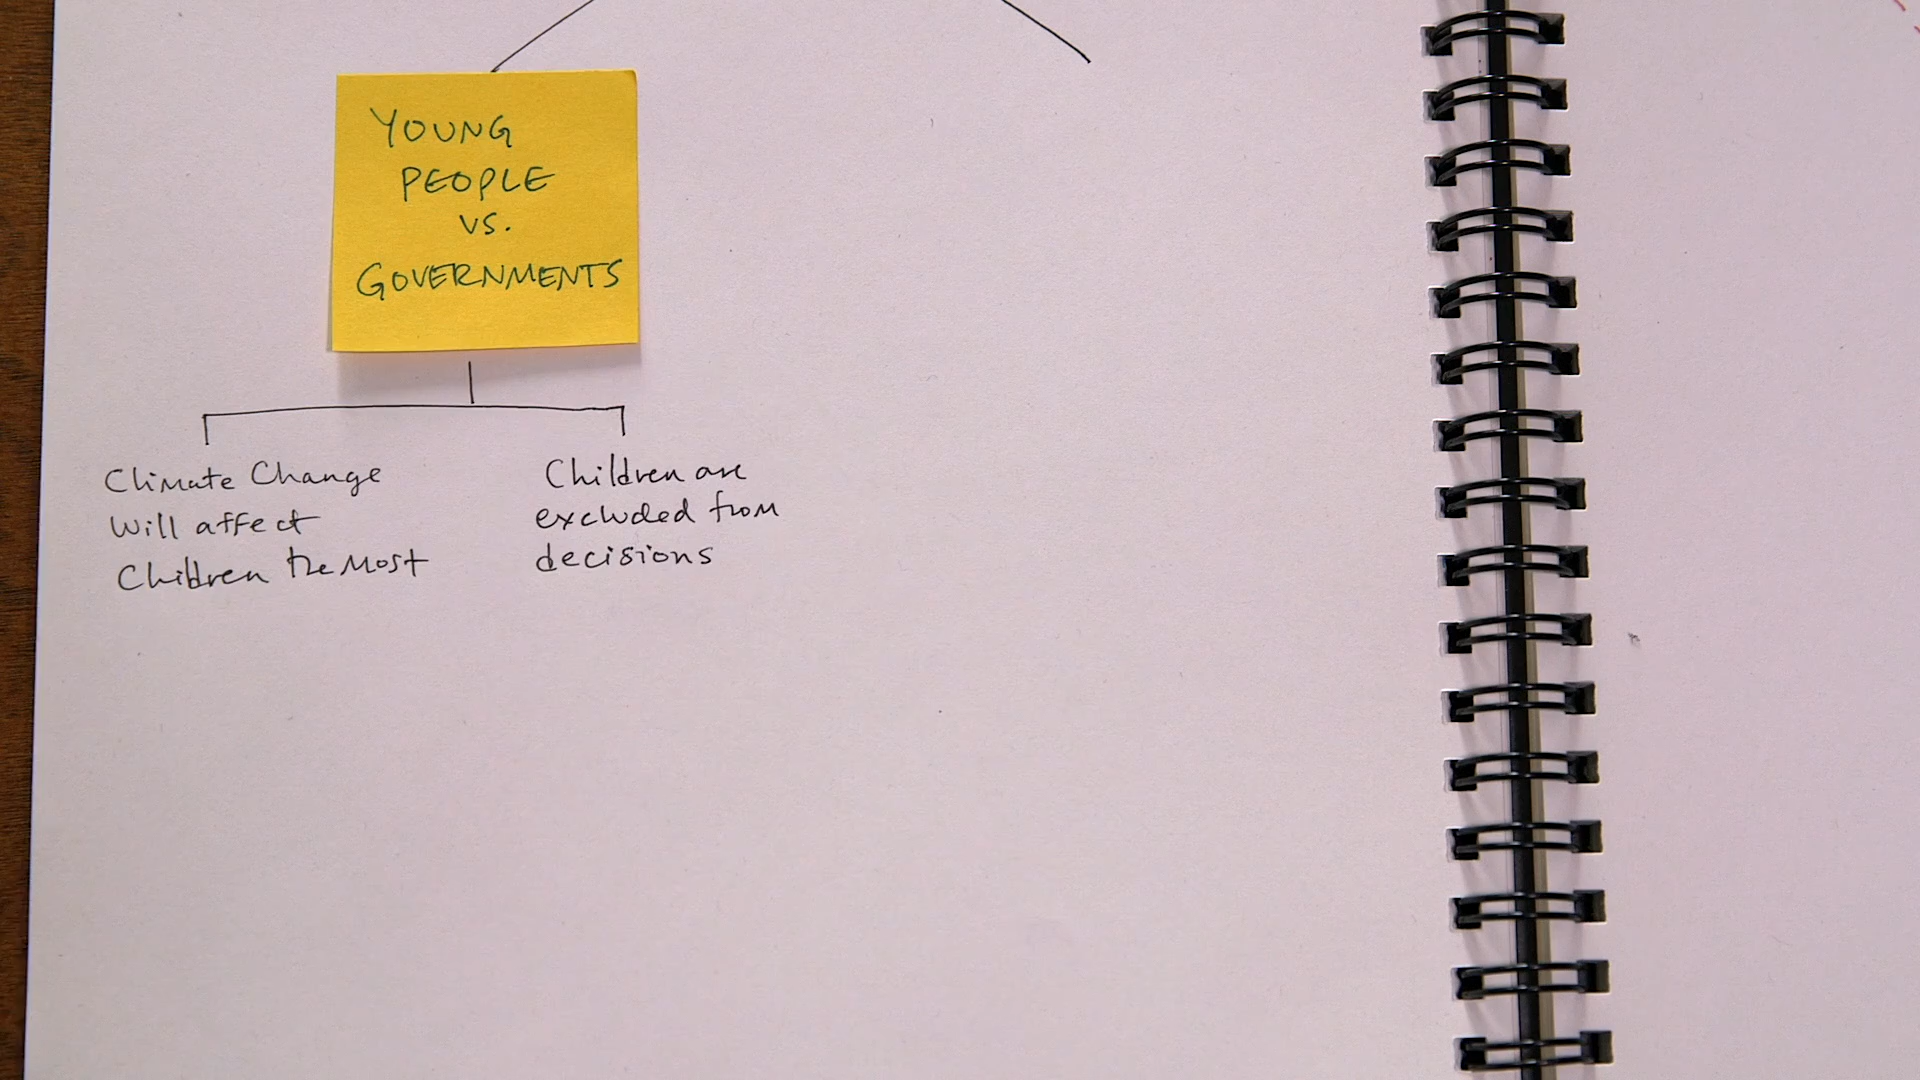 YOUNG
PEOPLE
VS.
GOVERNMENTS
Climate Change
Will affect
Children the Most
Children are
excluded from
decisions